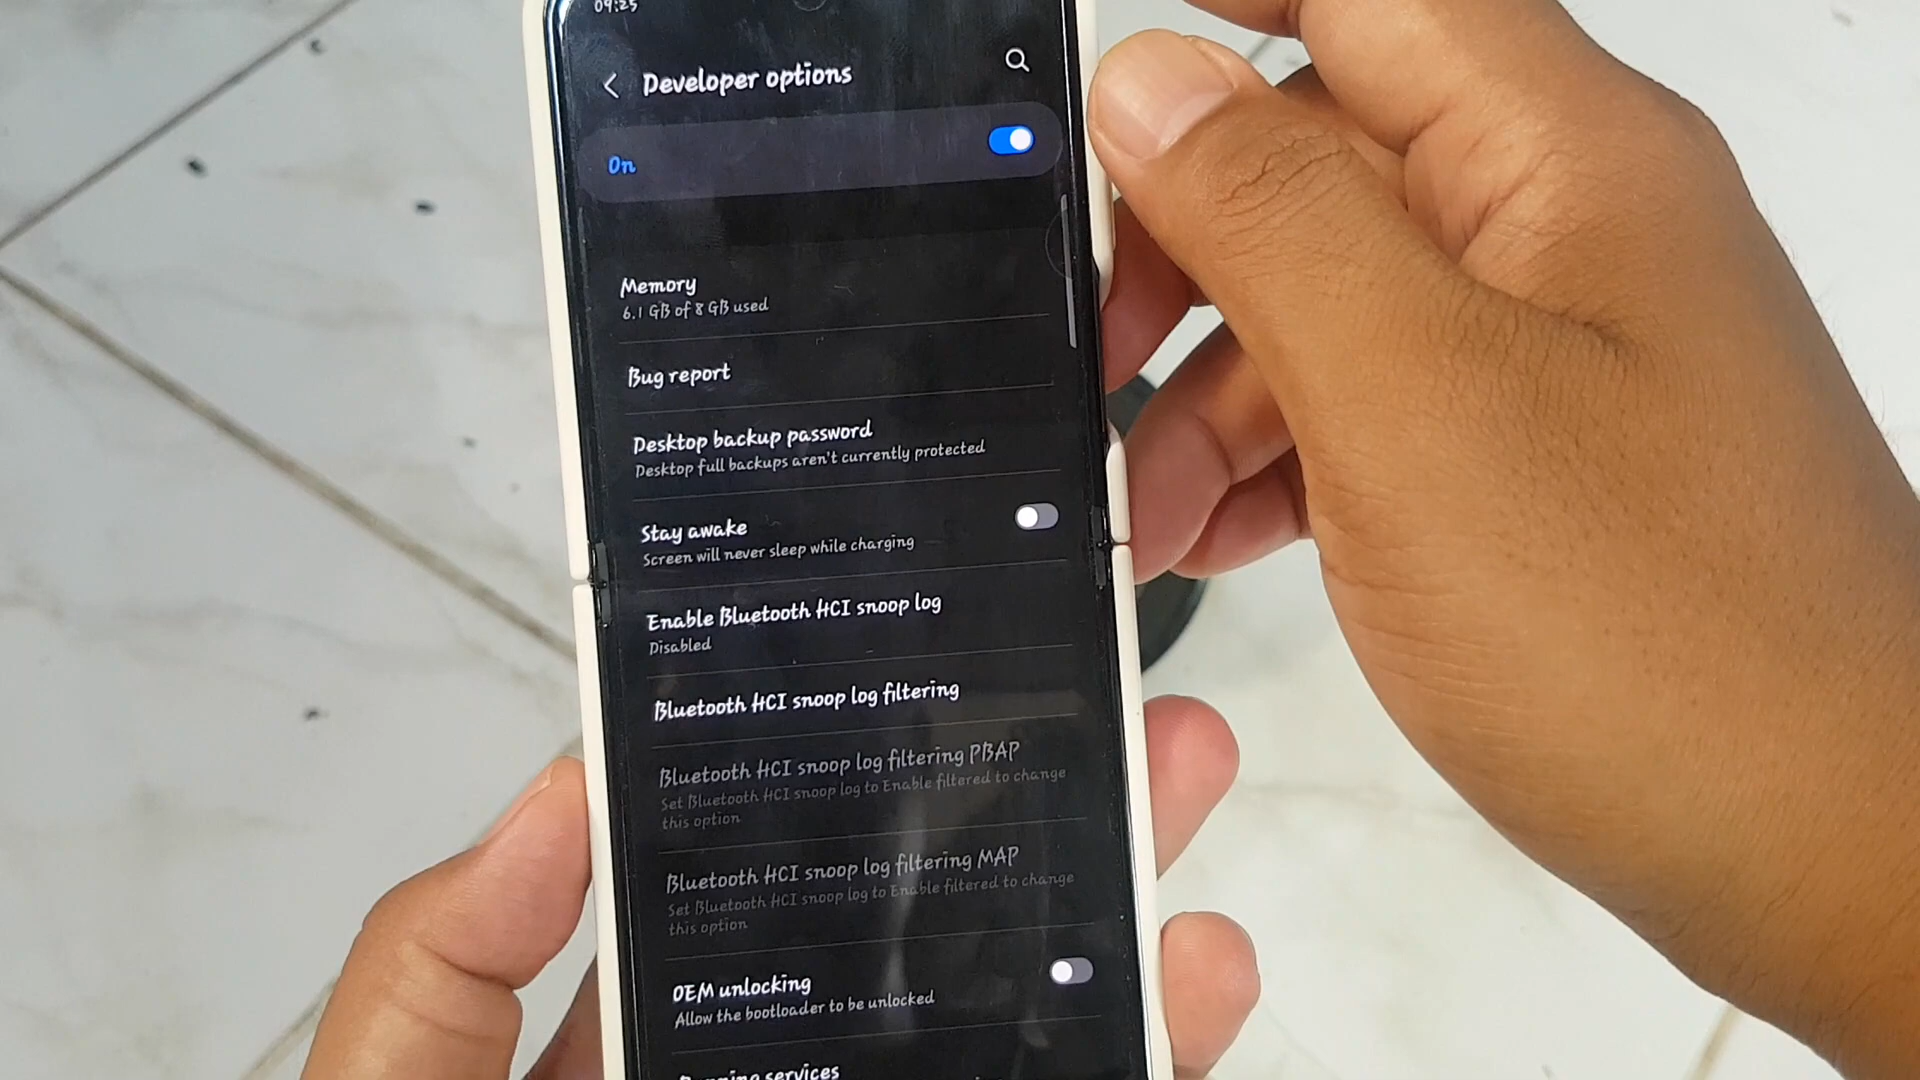 09:25
Developer options
On
Memory
6.1 GB of 8 GB used
Bug report
Desktop backup password
Desktop full backups aren't currently protected
Stay awake
Screen will never sleep while charging
Enable Bluetooth HCI snoop log
Disabled
Bluetooth HCI snoop log filtering
Bluetooth HCI snoop log filtering PBAP
Set Bluetooth HCI snoop log to Enable filtered to change
this option
Bluetooth HCI snoop log filtering MAP
Set Bluetooth HCI snoop log to Enable filtered to change
this option
OEM unlocking
Allow the bootloader to be unlocked
Running services